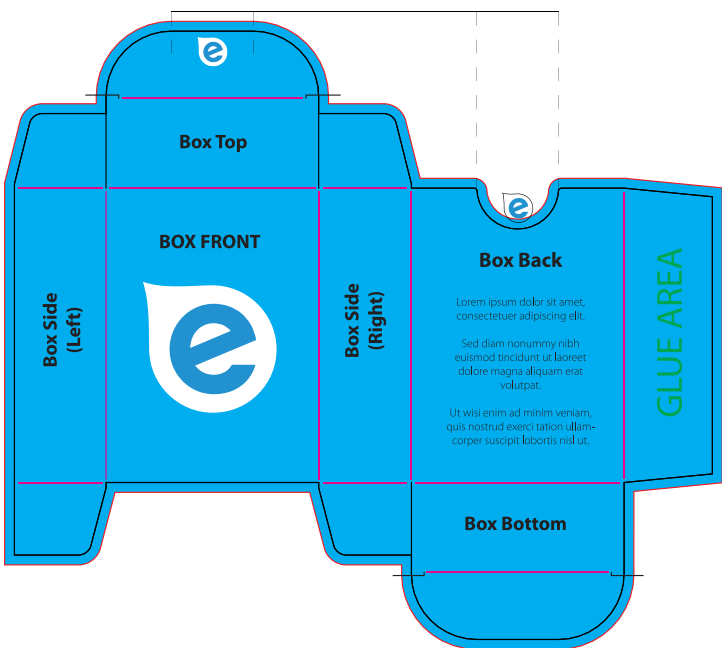 e
Box Top
BOX FRONT
e
Box Side
(Left)
Box Side
(Right)
e
Box Back
Lorem ipsum dolor sit amet,
consectetuer adipiscing elit.
Sed diam nonummy nibh
euismod tincidunt ut laoreet
dolore magna aliquam erat
volutpat.
Ut wisi enim ad minim veniam,
quis nostrud exerci tation ullam-
corper suscipit lobortis nisl ut.
GLUE AREA
Box Bottom